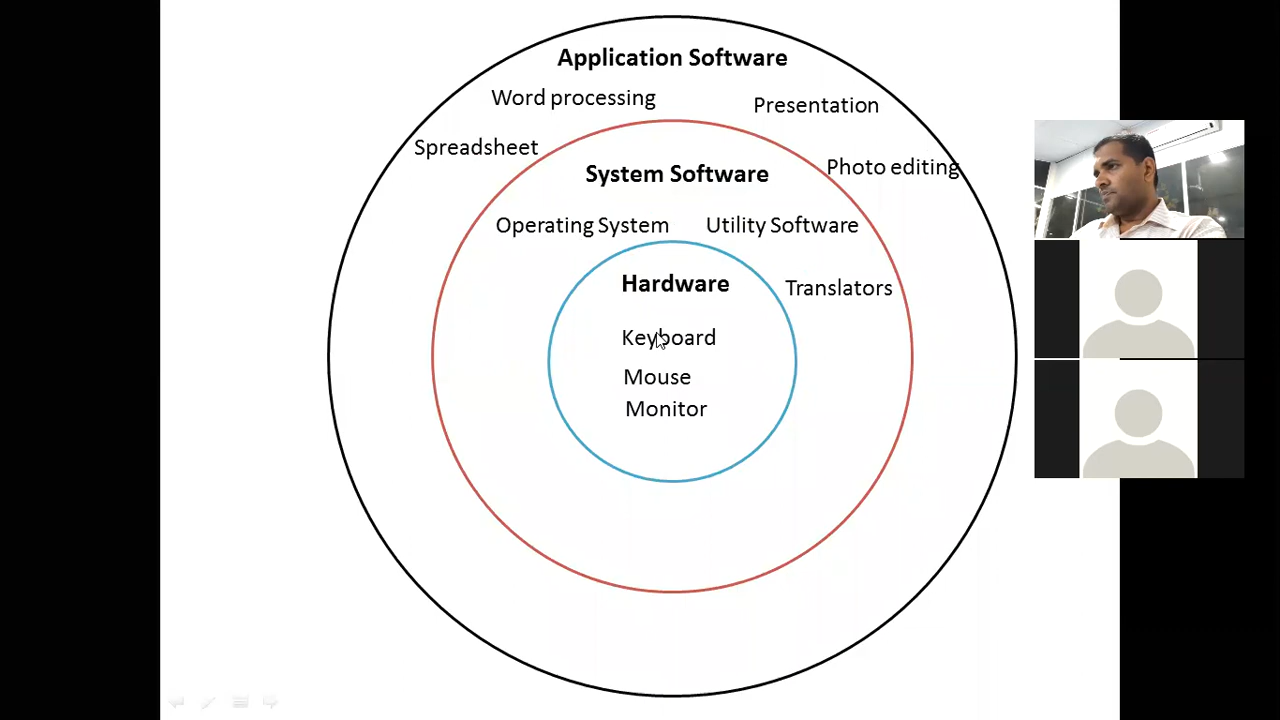 Application Software
Word processing
Presentation
Spreadsheet
Photo editing
System Software
Operating System
Utility Software
Translators
Hardware
Keyboard
Mouse
Monitor